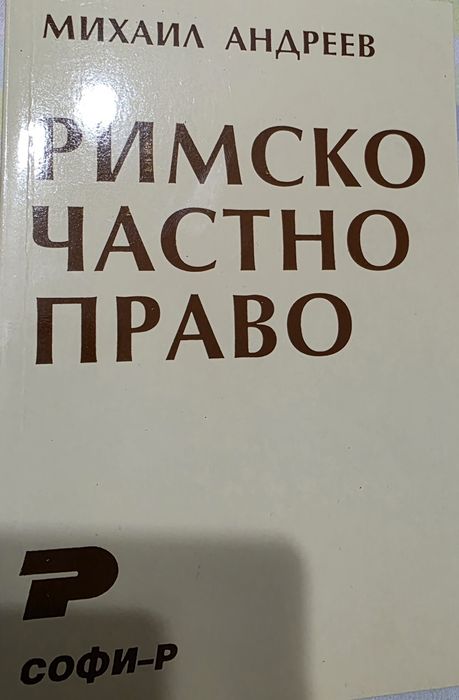 МИХАИЛ АНДРЕЕВ
РИМСКО
ЧАСТНО
ПРАВО
Р
СОФИ-Р